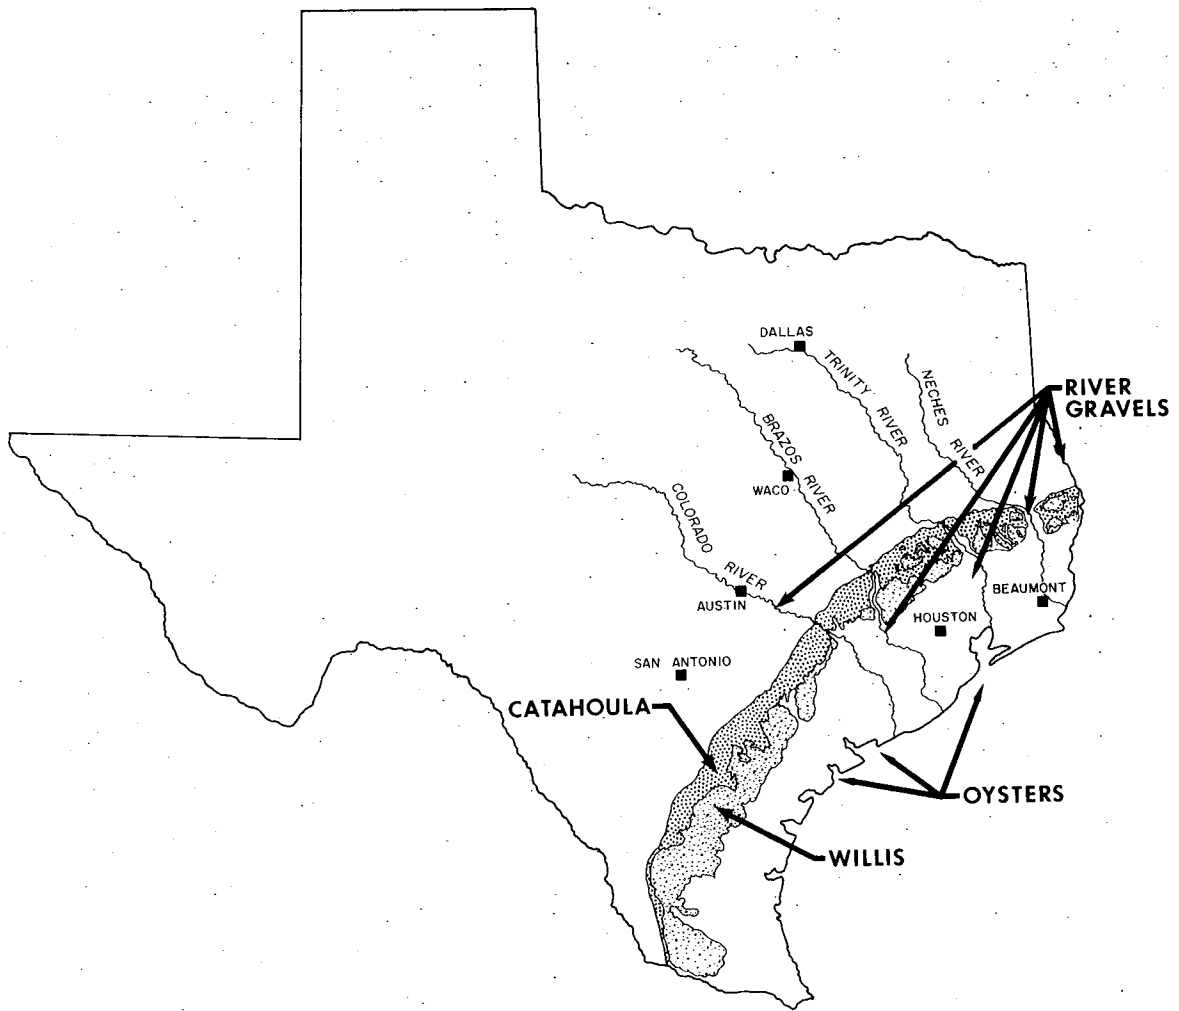 DALLAS
TRINITY RIVER
NECHES RIVER
RIVER
GRAVELS
BRAZOS RIVER
WACO
COLORADO RIVER
AUSTIN
BEAUMONT
HOUSTON
SAN ANTONIO
CATAHOULA
OYSTERS
WILLIS